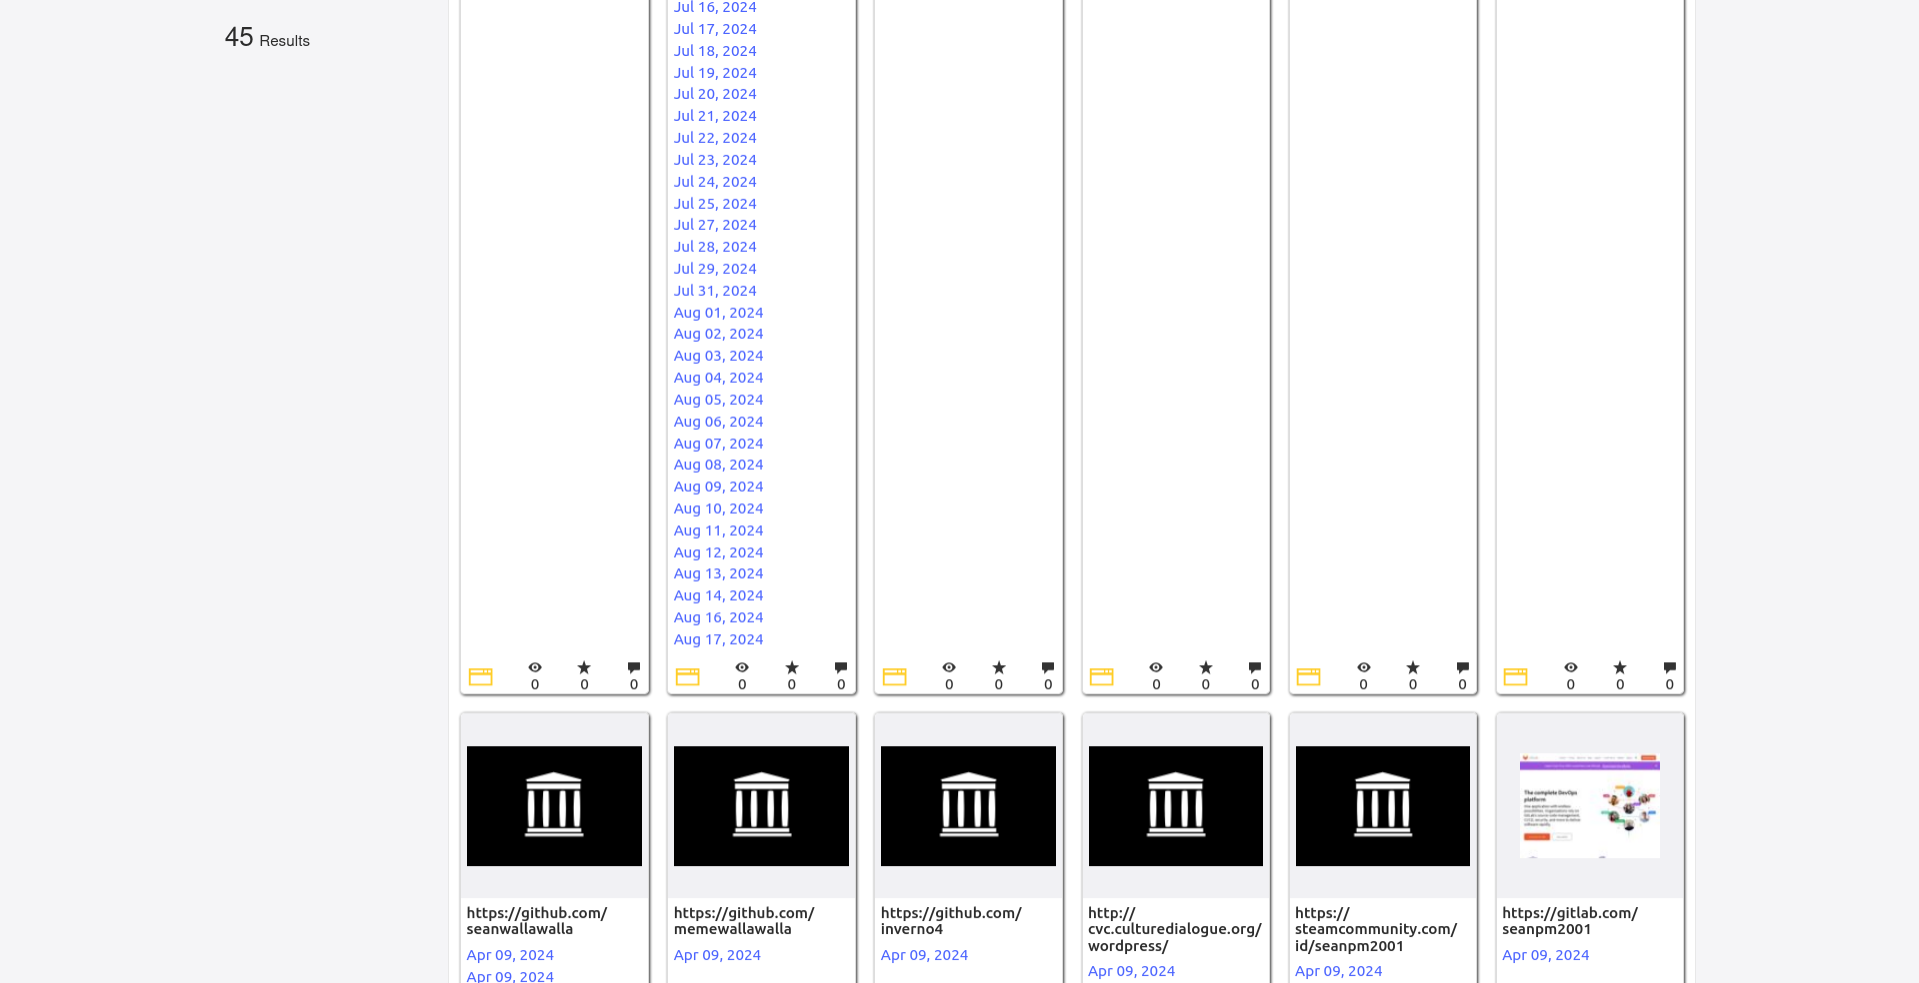 45 Results
Jul 16, 2024
Jul 17, 2024
Jul 18, 2024
Jul 19, 2024
Jul 20, 2024
Jul 21, 2024
Jul 22, 2024
Jul 23, 2024
Jul 24, 2024
Jul 25, 2024
Jul 27, 2024
Jul 28, 2024
Jul 29, 2024
Jul 31, 2024
Aug 01, 2024
Aug 02, 2024
Aug 03, 2024
Aug 04, 2024
Aug 05, 2024
Aug 06, 2024
Aug 07, 2024
Aug 08, 2024
Aug 09, 2024
Aug 10, 2024
Aug 11, 2024
Aug 12, 2024
Aug 13, 2024
Aug 14, 2024
Aug 16, 2024
Aug 17, 2024
0 0 0
0 0 0
0 0 0
0 0 0
0 0 0
0 0 0
https://github.com/
seanwallawalla
Apr 09, 2024
Apr 09, 2024
https://github.com/
memewallawalla
Apr 09, 2024
https://github.com/
inverno4
Apr 09, 2024
http://
cvc.culturedialogue.org/
wordpress/
Apr 09, 2024
https://
steamcommunity.com/
id/seanpm2001
Apr 09, 2024
The complete DevOps
platform
https://gitlab.com/
seanpm2001
Apr 09, 2024